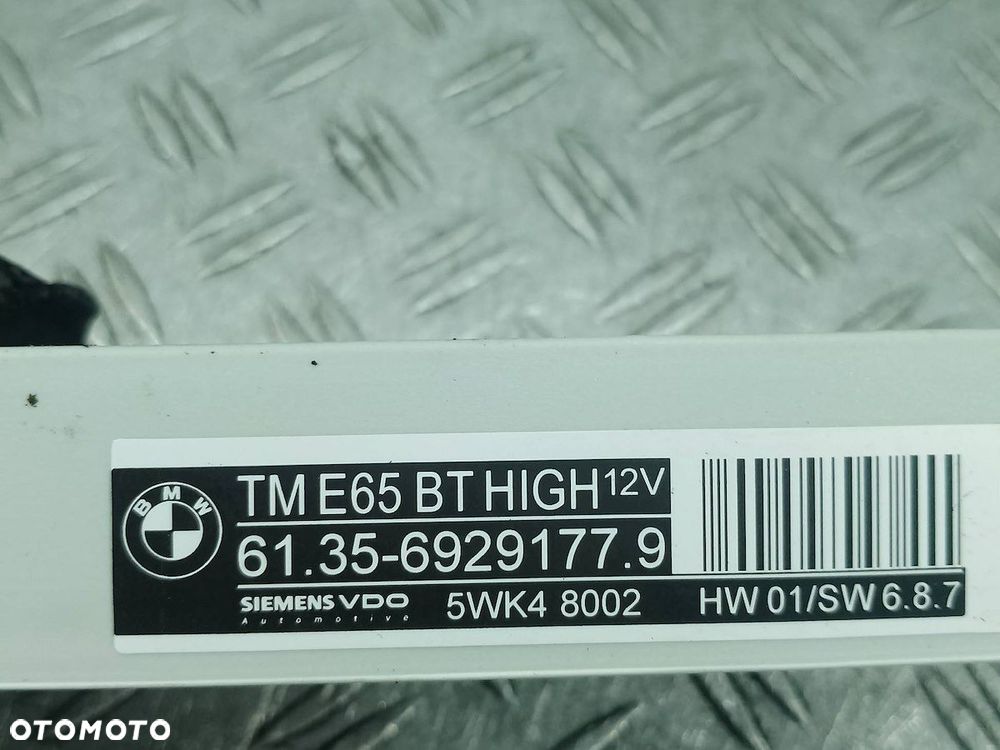 TM E65 BT HIGH 12V
BMW
61.35-6929177.9
SIEMENS VDO 5WK4 8002 HW 01/SW 6.8.7
Automotive
OTOMOTO